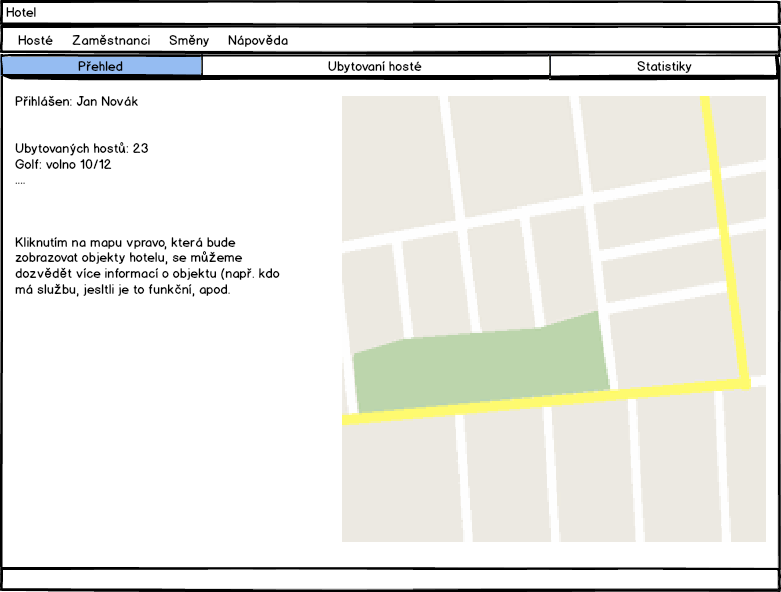 Hotel
Hosté Zaměstnanci Směny Nápověda
Přehled Ubytovaní hosté Statistiky
Přihlášen: Jan Novák
Ubytovaných hostů: 23
Golf: volno 10/12
....
Kliknutím na mapu vpravo, která bude
zobrazovat objekty hotelu, se můžeme
dozvědět více informací o objektu (např. kdo
má službu, jesltli je to funkční, apod.